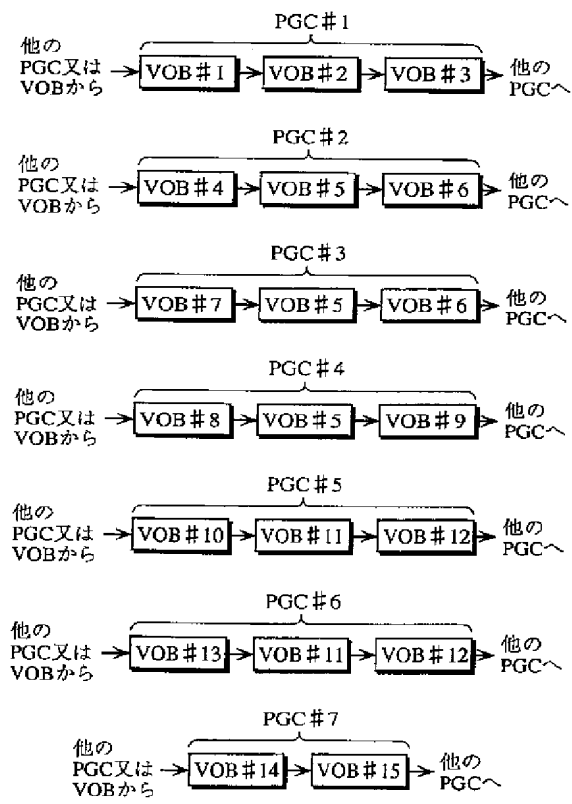 PGC#1
他の
PGC又は
VOBから
VOB#1
VOB#2
VOB#3
他の
PGCへ
PGC#2
他の
PGC又は
VOBから
VOB#4
VOB#5
VOB#6
他の
PGCへ
PGC#3
他の
PGC又は
VOBから
VOB#7
VOB#5
VOB#6
他の
PGCへ
PGC#4
他の
PGC又は
VOBから
VOB#8
VOB#5
VOB#9
他の
PGCへ
PGC#5
他の
PGC又は
VOBから
VOB#10
VOB#11
VOB#12
他の
PGCへ
PGC#6
他の
PGC又は
VOBから
VOB#13
VOB#11
VOB#12
他の
PGCへ
PGC#7
他の
PGC又は
VOBから
VOB#14
VOB#15
他の
PGCへ